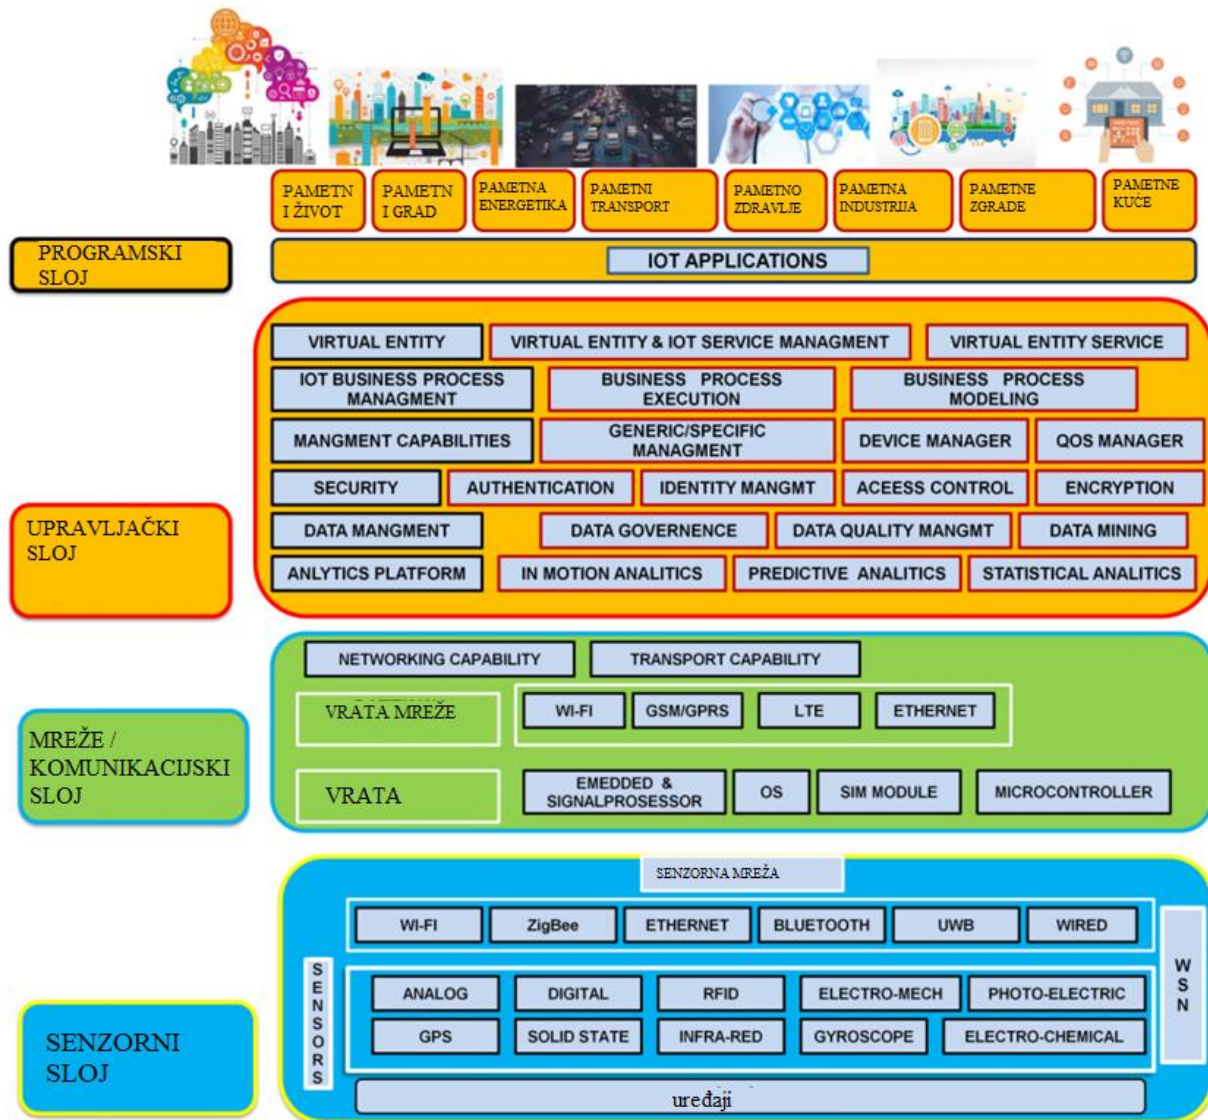 PAMETN
I ŽIVOT
PAMETN
I GRAD
PAMETNA
ENERGETIKA
PAMETNI
TRANSPORT
PAMETNO
ZDRAVLJE
PAMETNA
INDUSTRIJA
PAMETNE
ZGRADE
PAMETNE
KUĆE
PROGRAMSKI
SLOJ
IOT APPLICATIONS
UPRAVLJAČKI
SLOJ
VIRTUAL ENTITY
VIRTUAL ENTITY & IOT SERVICE MANAGMENT
VIRTUAL ENTITY SERVICE
IOT BUSINESS PROCESS
MANAGMENT
BUSINESS PROCESS
EXECUTION
BUSINESS PROCESS
MODELING
MANGMENT CAPABILITIES
GENERIC/SPECIFIC
MANAGMENT
DEVICE MANAGER
QOS MANAGER
SECURITY
AUTHENTICATION
IDENTITY MANGMT
ACEESS CONTROL
ENCRYPTION
DATA MANGMENT
DATA GOVERNENCE
DATA QUALITY MANGMT
DATA MINING
ANLYTICS PLATFORM
IN MOTION ANALITICS
PREDICTIVE ANALITICS
STATISTICAL ANALITICS
MREŽE /
KOMUNIKACIJSKI
SLOJ
NETWORKING CAPABILITY
TRANSPORT CAPABILITY
VRATA MREŽE
WI-FI
GSM/GPRS
LTE
ETHERNET
VRATA
EMEDDED &
SIGNALPROSESSOR
OS
SIM MODULE
MICROCONTROLLER
SENZORNI
SLOJ
SENZORNA MREŽA
WI-FI
ZigBee
ETHERNET
BLUETOOTH
UWB
WIRED
SENSORS
ANALOG
DIGITAL
RFID
ELECTRO-MECH
PHOTO-ELECTRIC
GPS
SOLID STATE
INFRA-RED
GYROSCOPE
ELECTRO-CHEMICAL
WSN
uređaji